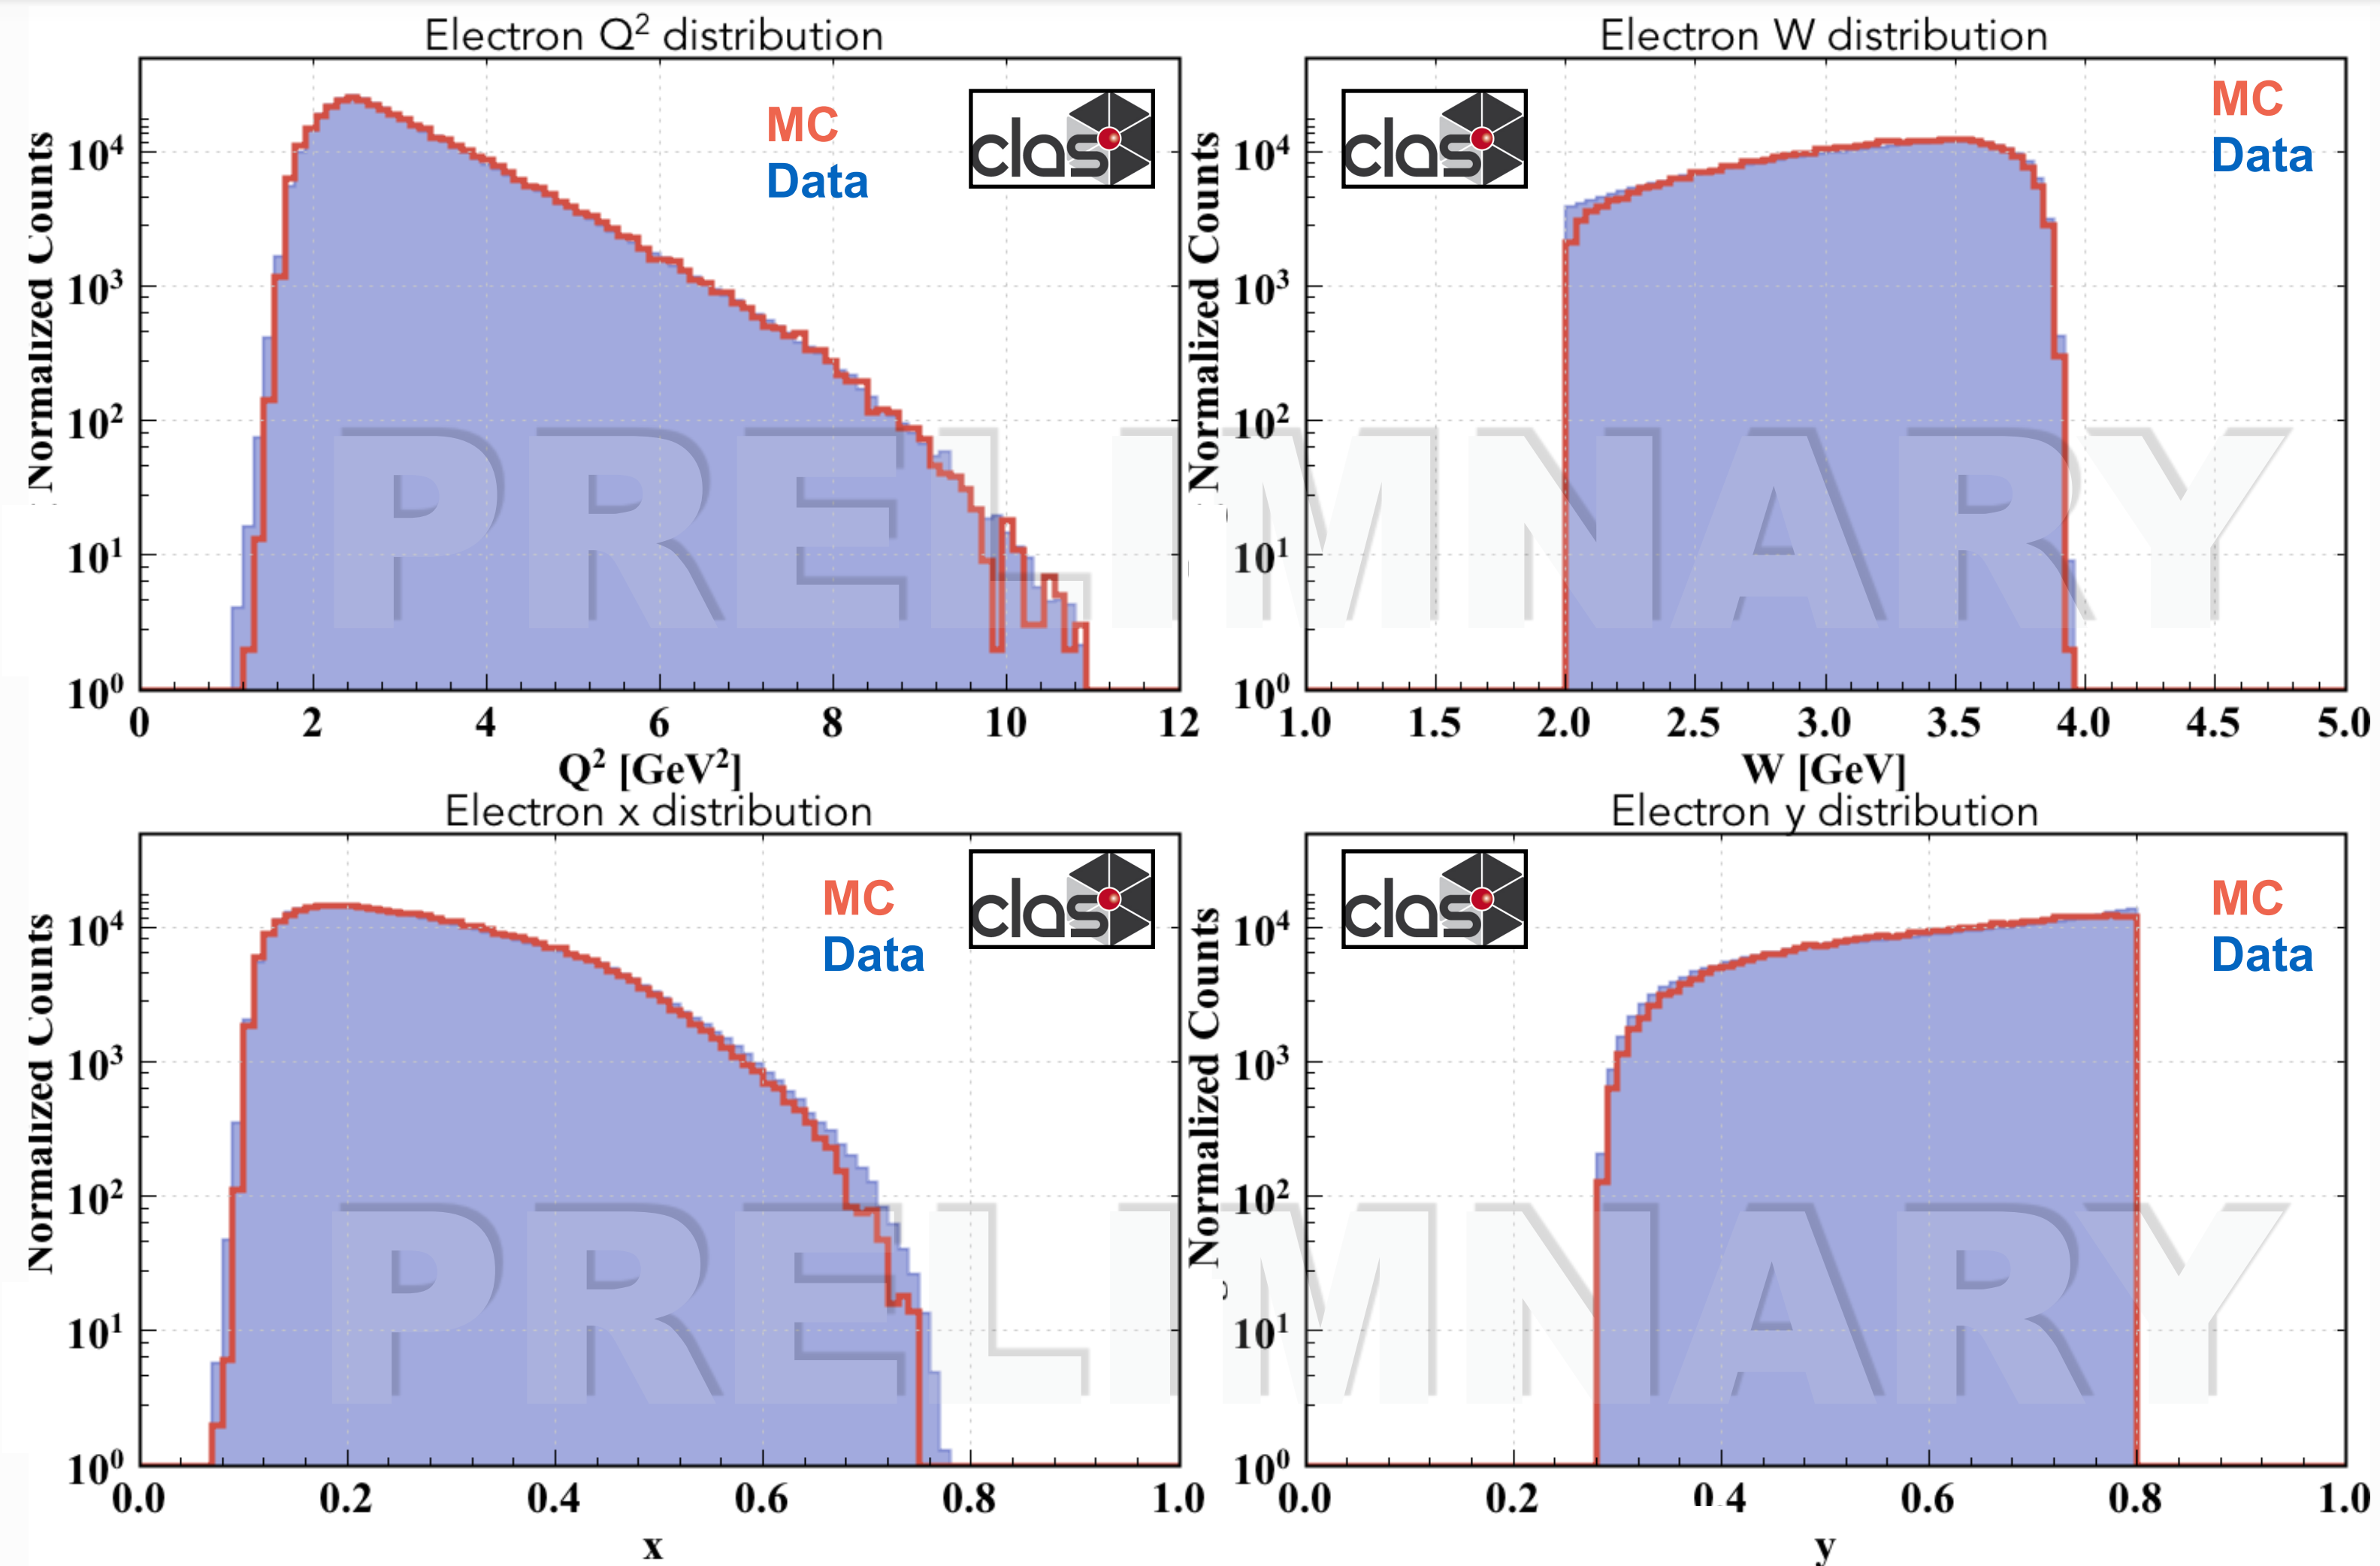 Electron Q² distribution
Normalized Counts
10⁴
10³
10²
10¹
10⁰
MC
Data
clas
0 2 4 6 8 10 12
Q² [GeV²]
Electron W distribution
Normalized Counts
10⁴
10³
10²
10¹
10⁰
clas
MC
Data
1.0 1.5 2.0 2.5 3.0 3.5 4.0 4.5 5.0
W [GeV]
PRELIMNARY
Electron x distribution
Normalized Counts
10⁴
10³
10²
10¹
10⁰
MC
Data
clas
0.0 0.2 0.4 0.6 0.8 1.0
x
Electron y distribution
Normalized Counts
10⁴
10³
10²
10¹
10⁰
clas
MC
Data
0.0 0.2 0.4 0.6 0.8 1.0
y
PRELIMNARY